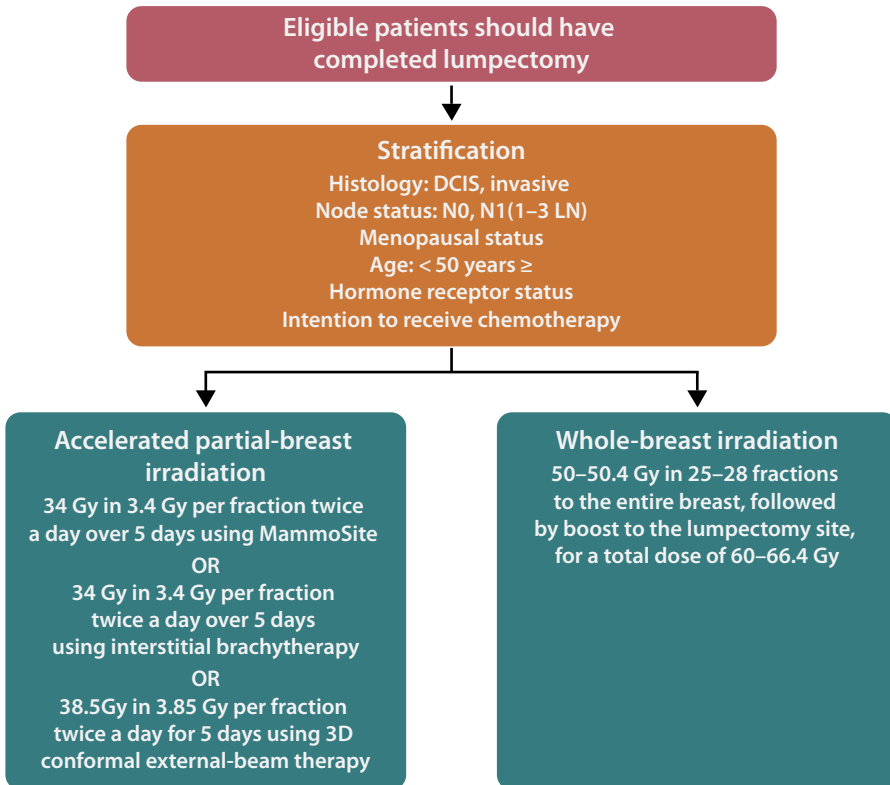 Eligible patients should have
completed lumpectomy
Stratification
Histology: DCIS, invasive
Node status: N0, N1(1–3 LN)
Menopausal status
Age: < 50 years ≥
Hormone receptor status
Intention to receive chemotherapy
Accelerated partial-breast
irradiation
34 Gy in 3.4 Gy per fraction twice
a day over 5 days using MammoSite
OR
34 Gy in 3.4 Gy per fraction
twice a day over 5 days
using interstitial brachytherapy
OR
38.5Gy in 3.85 Gy per fraction
twice a day for 5 days using 3D
conformal external-beam therapy
Whole-breast irradiation
50–50.4 Gy in 25–28 fractions
to the entire breast, followed
by boost to the lumpectomy site,
for a total dose of 60–66.4 Gy